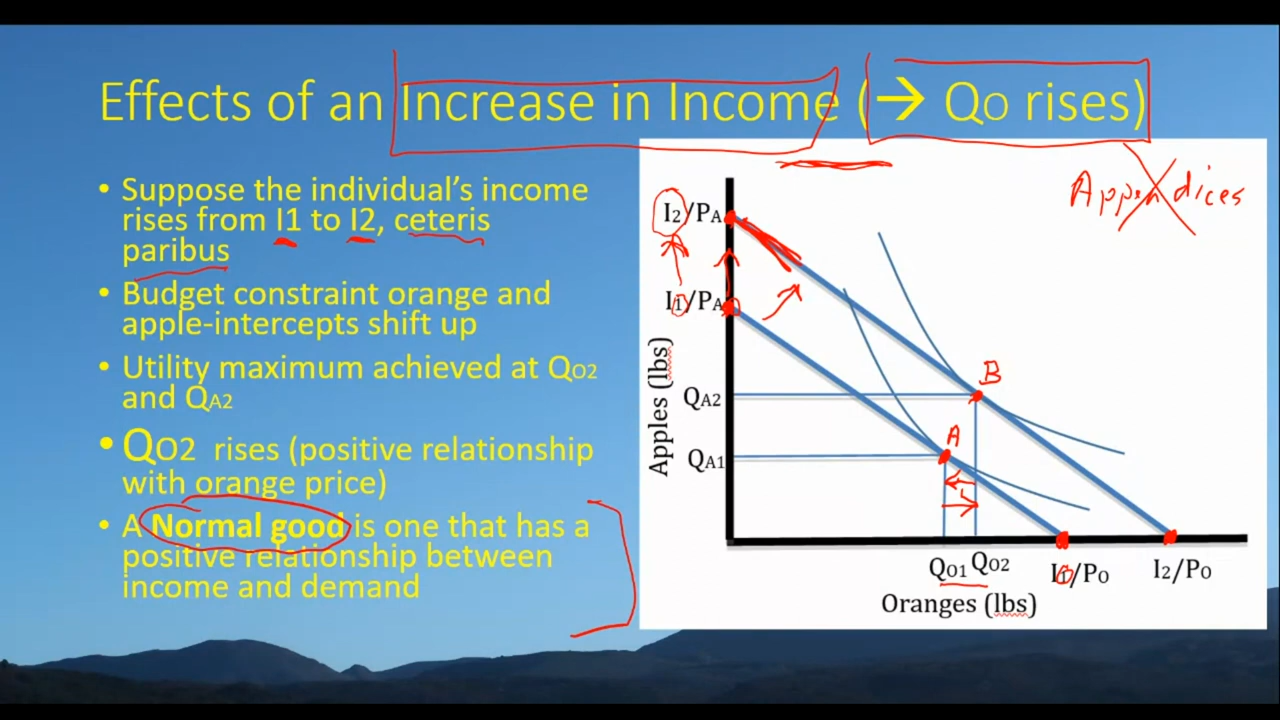 Effects of an Increase in Income (→ QO rises)
• Suppose the individual's income
rises from I1 to I2, ceteris
paribus
• Budget constraint orange and
apple-intercepts shift up
• Utility maximum achieved at QO2
and QA2
• QO2 rises (positive relationship
with orange price)
• A Normal good is one that has a
positive relationship between
income and demand
Appendices
I2/PA
I1/PA
B
QA2
A
QA1
Apples (lbs)
QO1 QO2 I1/PO I2/PO
Oranges (lbs)